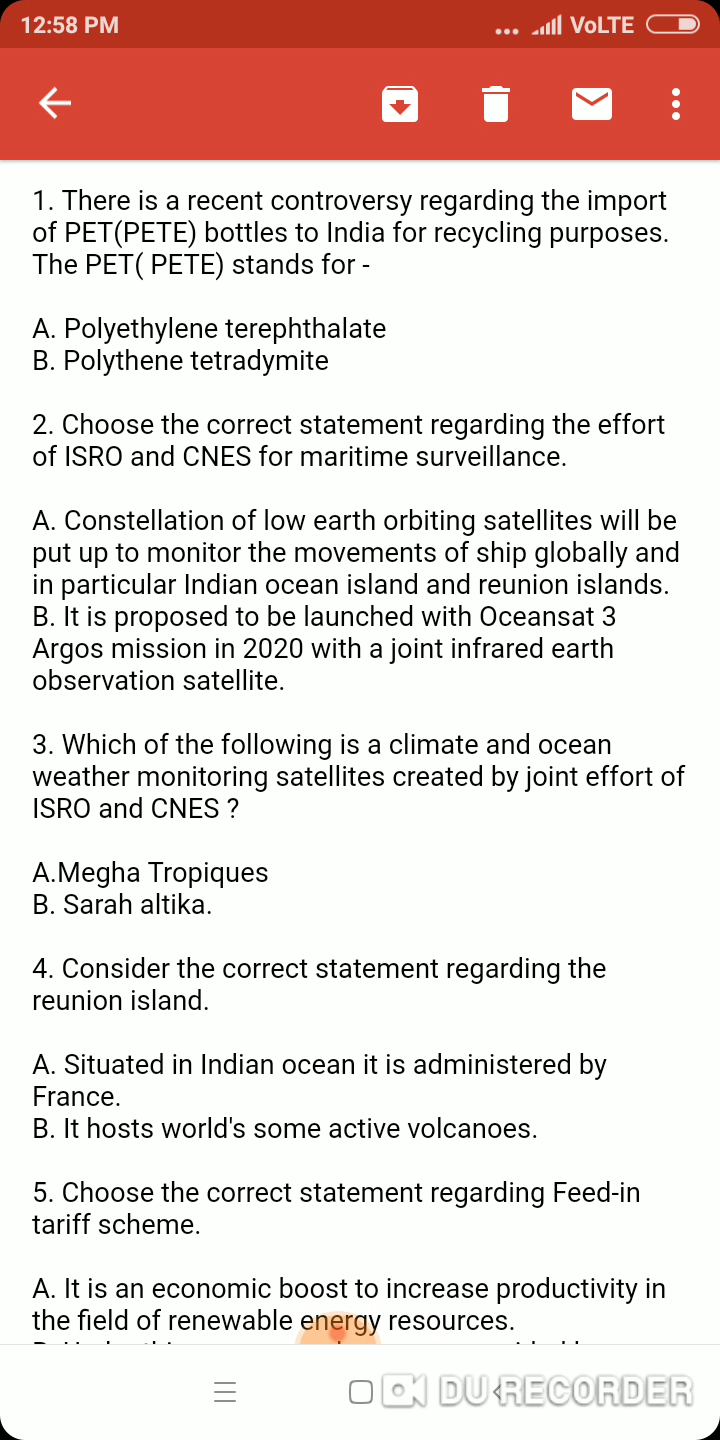 12:58 PM
VoLTE
1. There is a recent controversy regarding the import
of PET(PETE) bottles to India for recycling purposes.
The PET( PETE) stands for -
A. Polyethylene terephthalate
B. Polythene tetradymite
2. Choose the correct statement regarding the effort
of ISRO and CNES for maritime surveillance.
A. Constellation of low earth orbiting satellites will be
put up to monitor the movements of ship globally and
in particular Indian ocean island and reunion islands.
B. It is proposed to be launched with Oceansat 3
Argos mission in 2020 with a joint infrared earth
observation satellite.
3. Which of the following is a climate and ocean
weather monitoring satellites created by joint effort of
ISRO and CNES ?
A.Megha Tropiques
B. Sarah altika.
4. Consider the correct statement regarding the
reunion island.
A. Situated in Indian ocean it is administered by
France.
B. It hosts world's some active volcanoes.
5. Choose the correct statement regarding Feed-in
tariff scheme.
A. It is an economic boost to increase productivity in
the field of renewable energy resources.
DU RECORDER